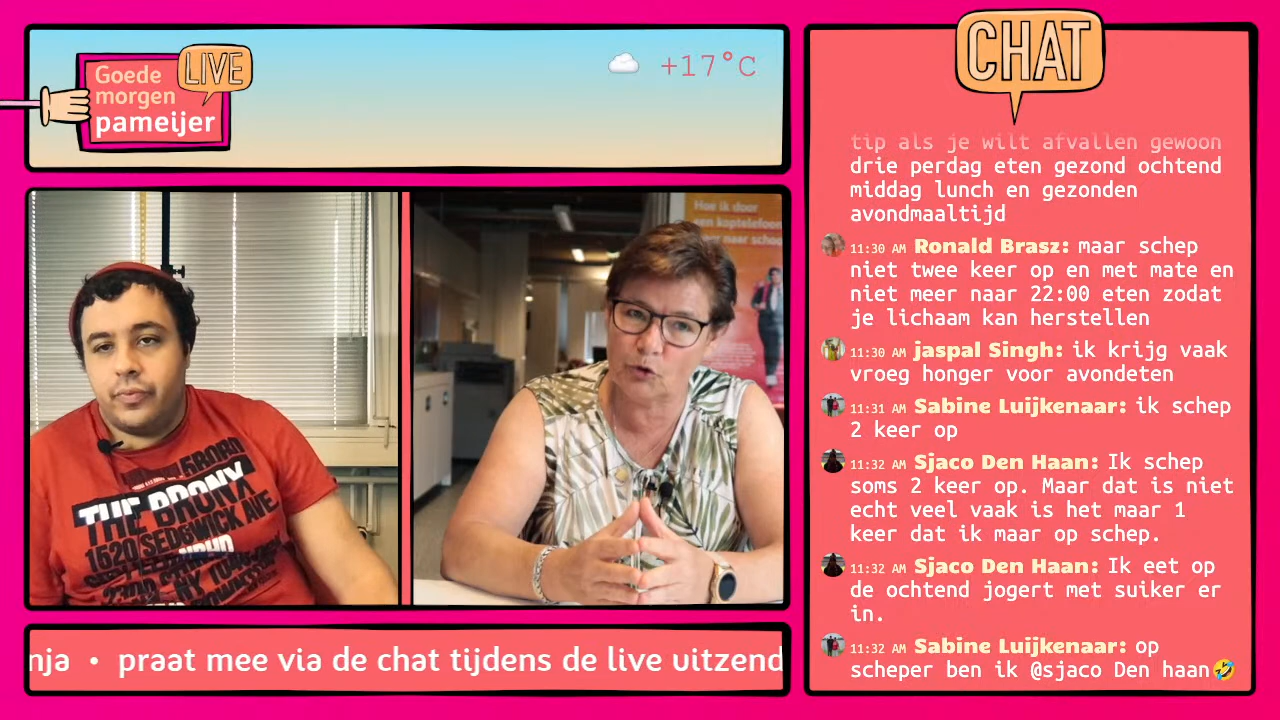 Goede
morgen
pameijer
LIVE
+17°C
Hoe ik door
een koptelefoon
THE BRONX
1520 SEDGWICK AVE
nja • praat mee via de chat tijdens de live uitzend
CHAT
tip als je wilt afvallen gewoon
drie perdag eten gezond ochtend
middag lunch en gezonden
avondmaaltijd
11:30 AM Ronald Brasz: maar schep
niet twee keer op en met mate en
niet meer naar 22:00 eten zodat
je lichaam kan herstellen
11:30 AM jaspal Singh: ik krijg vaak
vroeg honger voor avondeten
11:31 AM Sabine Luijkenaar: ik schep
2 keer op
11:32 AM Sjaco Den Haan: Ik schep
soms 2 keer op. Maar dat is niet
echt veel vaak is het maar 1
keer dat ik maar op schep.
11:32 AM Sjaco Den Haan: Ik eet op
de ochtend jogert met suiker er
in.
11:32 AM Sabine Luijkenaar: op
scheper ben ik @sjaco Den haan🤣